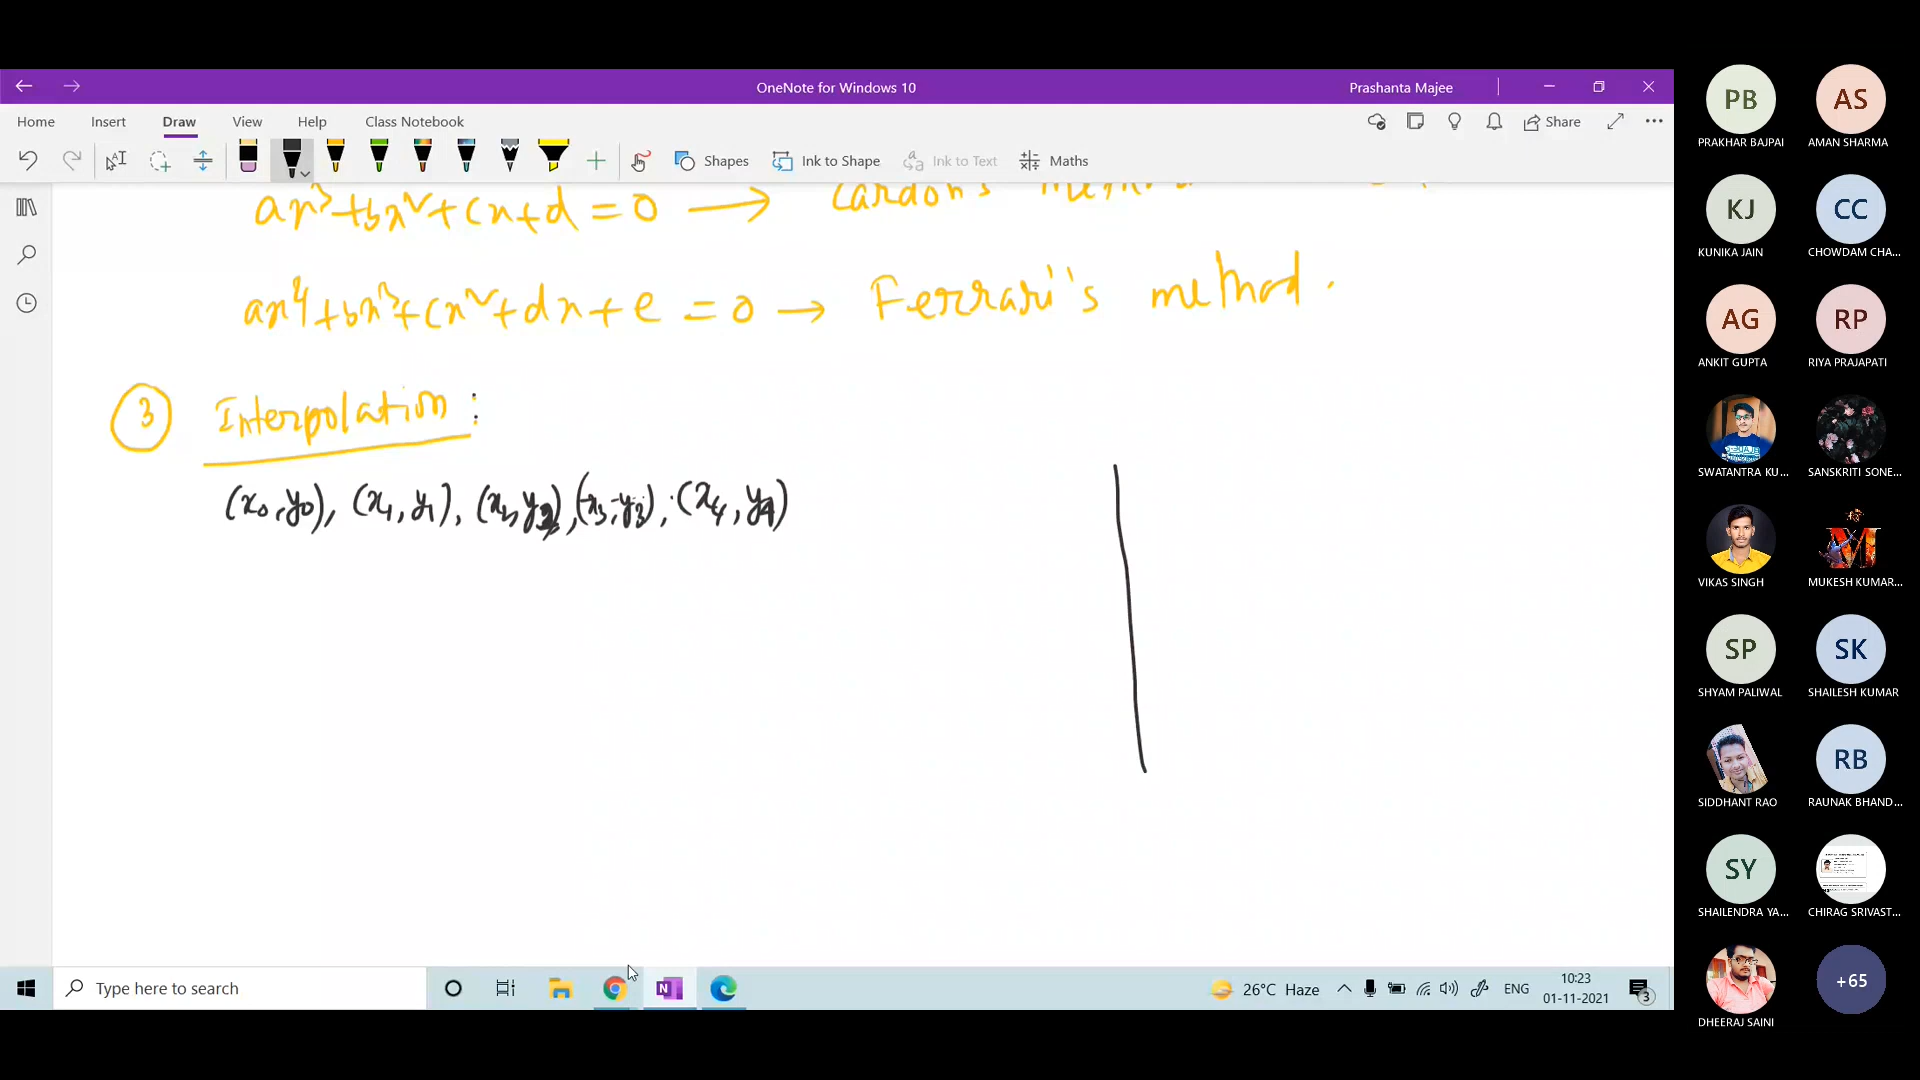 OneNote for Windows 10
Prashanta Majee
Home Insert Draw View Help Class Notebook
Share
Shapes Ink to Shape Ink to Text Maths
ax³+bx²+cx+d = 0 → Cardon's method
ax⁴+bx³+cx²+dx+e = 0 → Ferrari''s method.
③ Interpolation :
(x₀,y₀), (x₁,y₁), (x₂,y₂),(x₃,y₃), (x₄,y₄)
Type here to search
26°C Haze
ENG
10:23
01-11-2021
3
PB AS
PRAKHAR BAJPAI AMAN SHARMA
KJ CC
KUNIKA JAIN CHOWDAM CHA...
AG RP
ANKIT GUPTA RIYA PRAJAPATI
SWATANTRA KU... SANSKRITI SONE...
VIKAS SINGH MUKESH KUMAR...
SP SK
SHYAM PALIWAL SHAILESH KUMAR
RB
SIDDHANT RAO RAUNAK BHAND...
SY
SHAILENDRA YA... CHIRAG SRIVAST...
+65
DHEERAJ SAINI